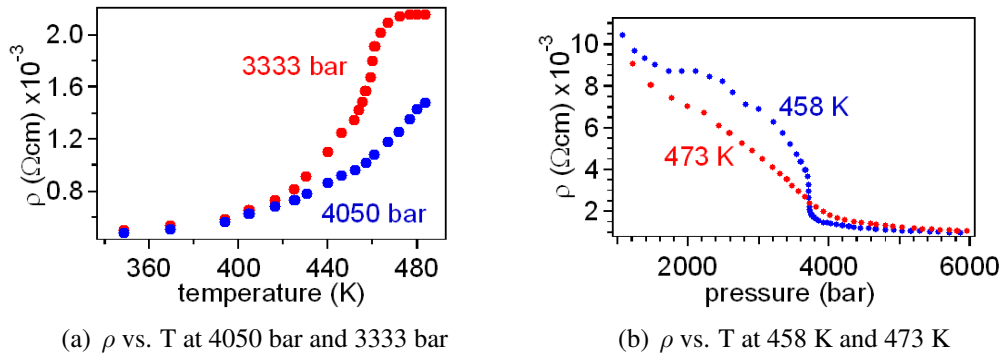 2.0
1.6
1.2
0.8
ρ (Ωcm) x10⁻³
3333 bar
4050 bar
360 400 440 480
temperature (K)
(a) ρ vs. T at 4050 bar and 3333 bar
10
8
6
4
2
ρ (Ωcm) x 10⁻³
458 K
473 K
2000 4000 6000
pressure (bar)
(b) ρ vs. T at 458 K and 473 K